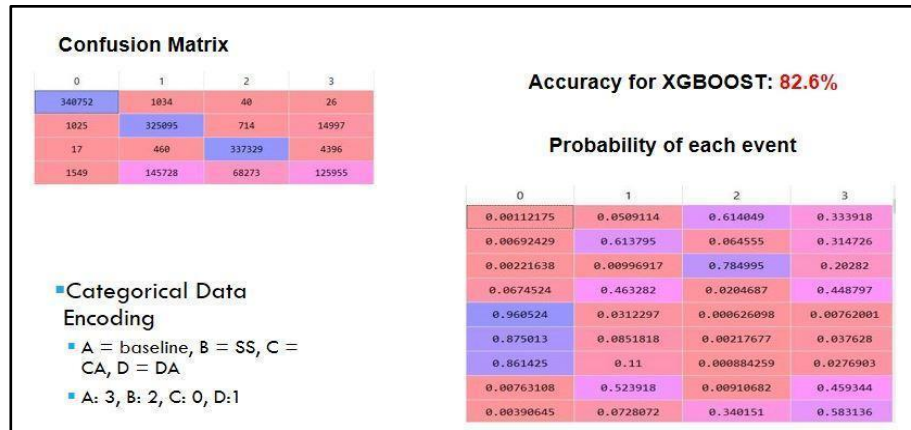 Confusion Matrix
0 1 2 3
340752 1034 40 26
1025 325095 714 14997
17 460 337329 4396
1549 145728 68273 125955
▪Categorical Data
Encoding
▪ A = baseline, B = SS, C =
CA, D = DA
▪ A: 3, B: 2, C: 0, D:1
Accuracy for XGBOOST: 82.6%
Probability of each event
0 1 2 3
0.00112175 0.0509114 0.614049 0.333918
0.00692429 0.613795 0.064555 0.314726
0.00221638 0.00996917 0.784995 0.20282
0.0674524 0.463282 0.0204687 0.448797
0.960524 0.0312297 0.000626098 0.00762001
0.875013 0.0851818 0.00217677 0.037628
0.861425 0.11 0.000884259 0.0276903
0.00763108 0.523918 0.00910682 0.459344
0.00390645 0.0728072 0.340151 0.583136